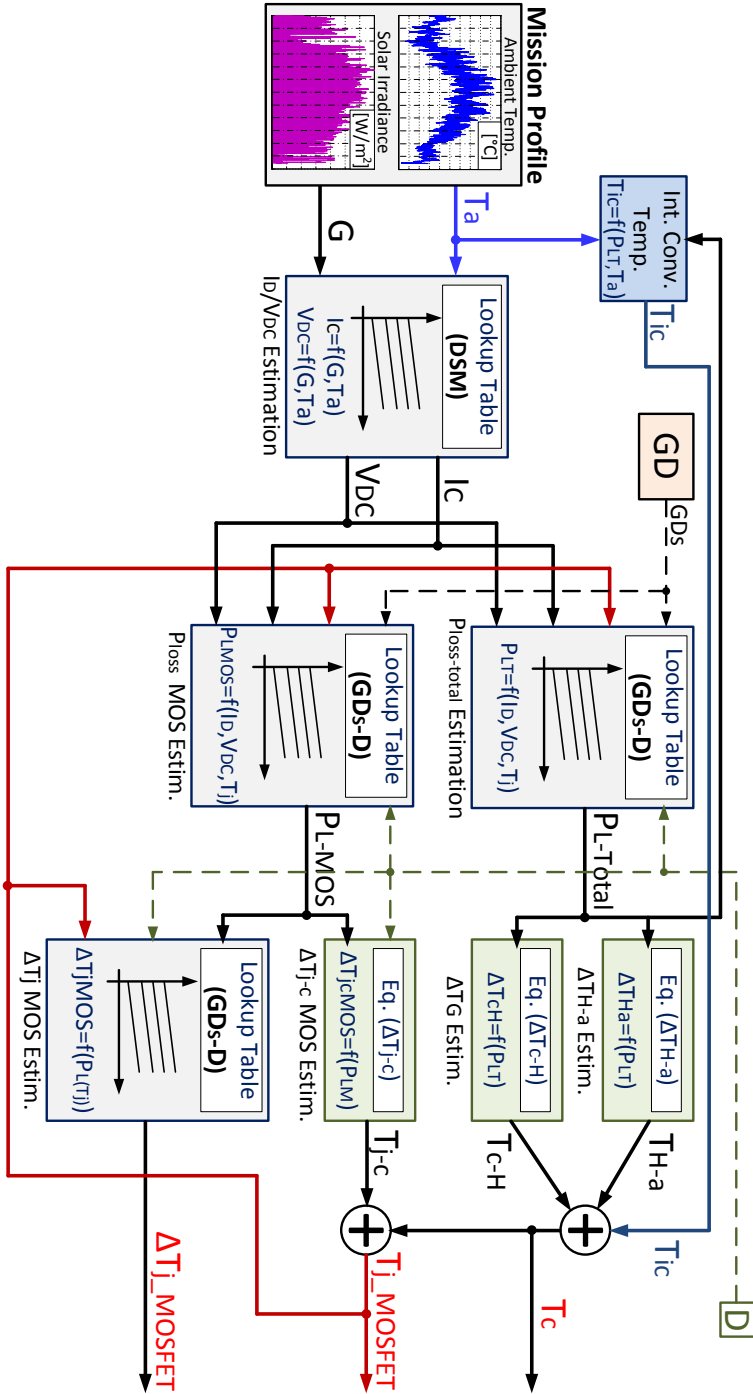 Mission Profile
Ambient Temp.
[°C]
Solar Irradiance
[W/m²]
Ta
G
Int. Conv.
Temp.
Tic=f(PLT,Ta)
Tic
Lookup Table
(DSM)
IC=f(G,Ta)
VDC=f(G,Ta)
ID/VDC Estimation
IC
VDC
GD
GDs
Lookup Table
(GDs-D)
PLT=f(ID,VDC,Tj)
Ploss-total Estimation
Lookup Table
(GDs-D)
PLMOS=f(ID,VDC,Tj)
Ploss MOS Estim.
PL-Total
PL-MOS
Eq. (ΔTH-a)
ΔTHa=f(PLT)
ΔTH-a Estim.
Eq. (ΔTC-H)
ΔTCH=f(PLT)
ΔTG Estim.
Eq. (ΔTj-c)
ΔTjcMOS=f(PLM)
ΔTj-c MOS Estim.
Lookup Table
(GDs-D)
ΔTjMOS=f(PL(Tj))
ΔTj MOS Estim.
TH-a
TC-H
Tj-c
Tic
D
Tc
Tj_MOSFET
ΔTj_MOSFET